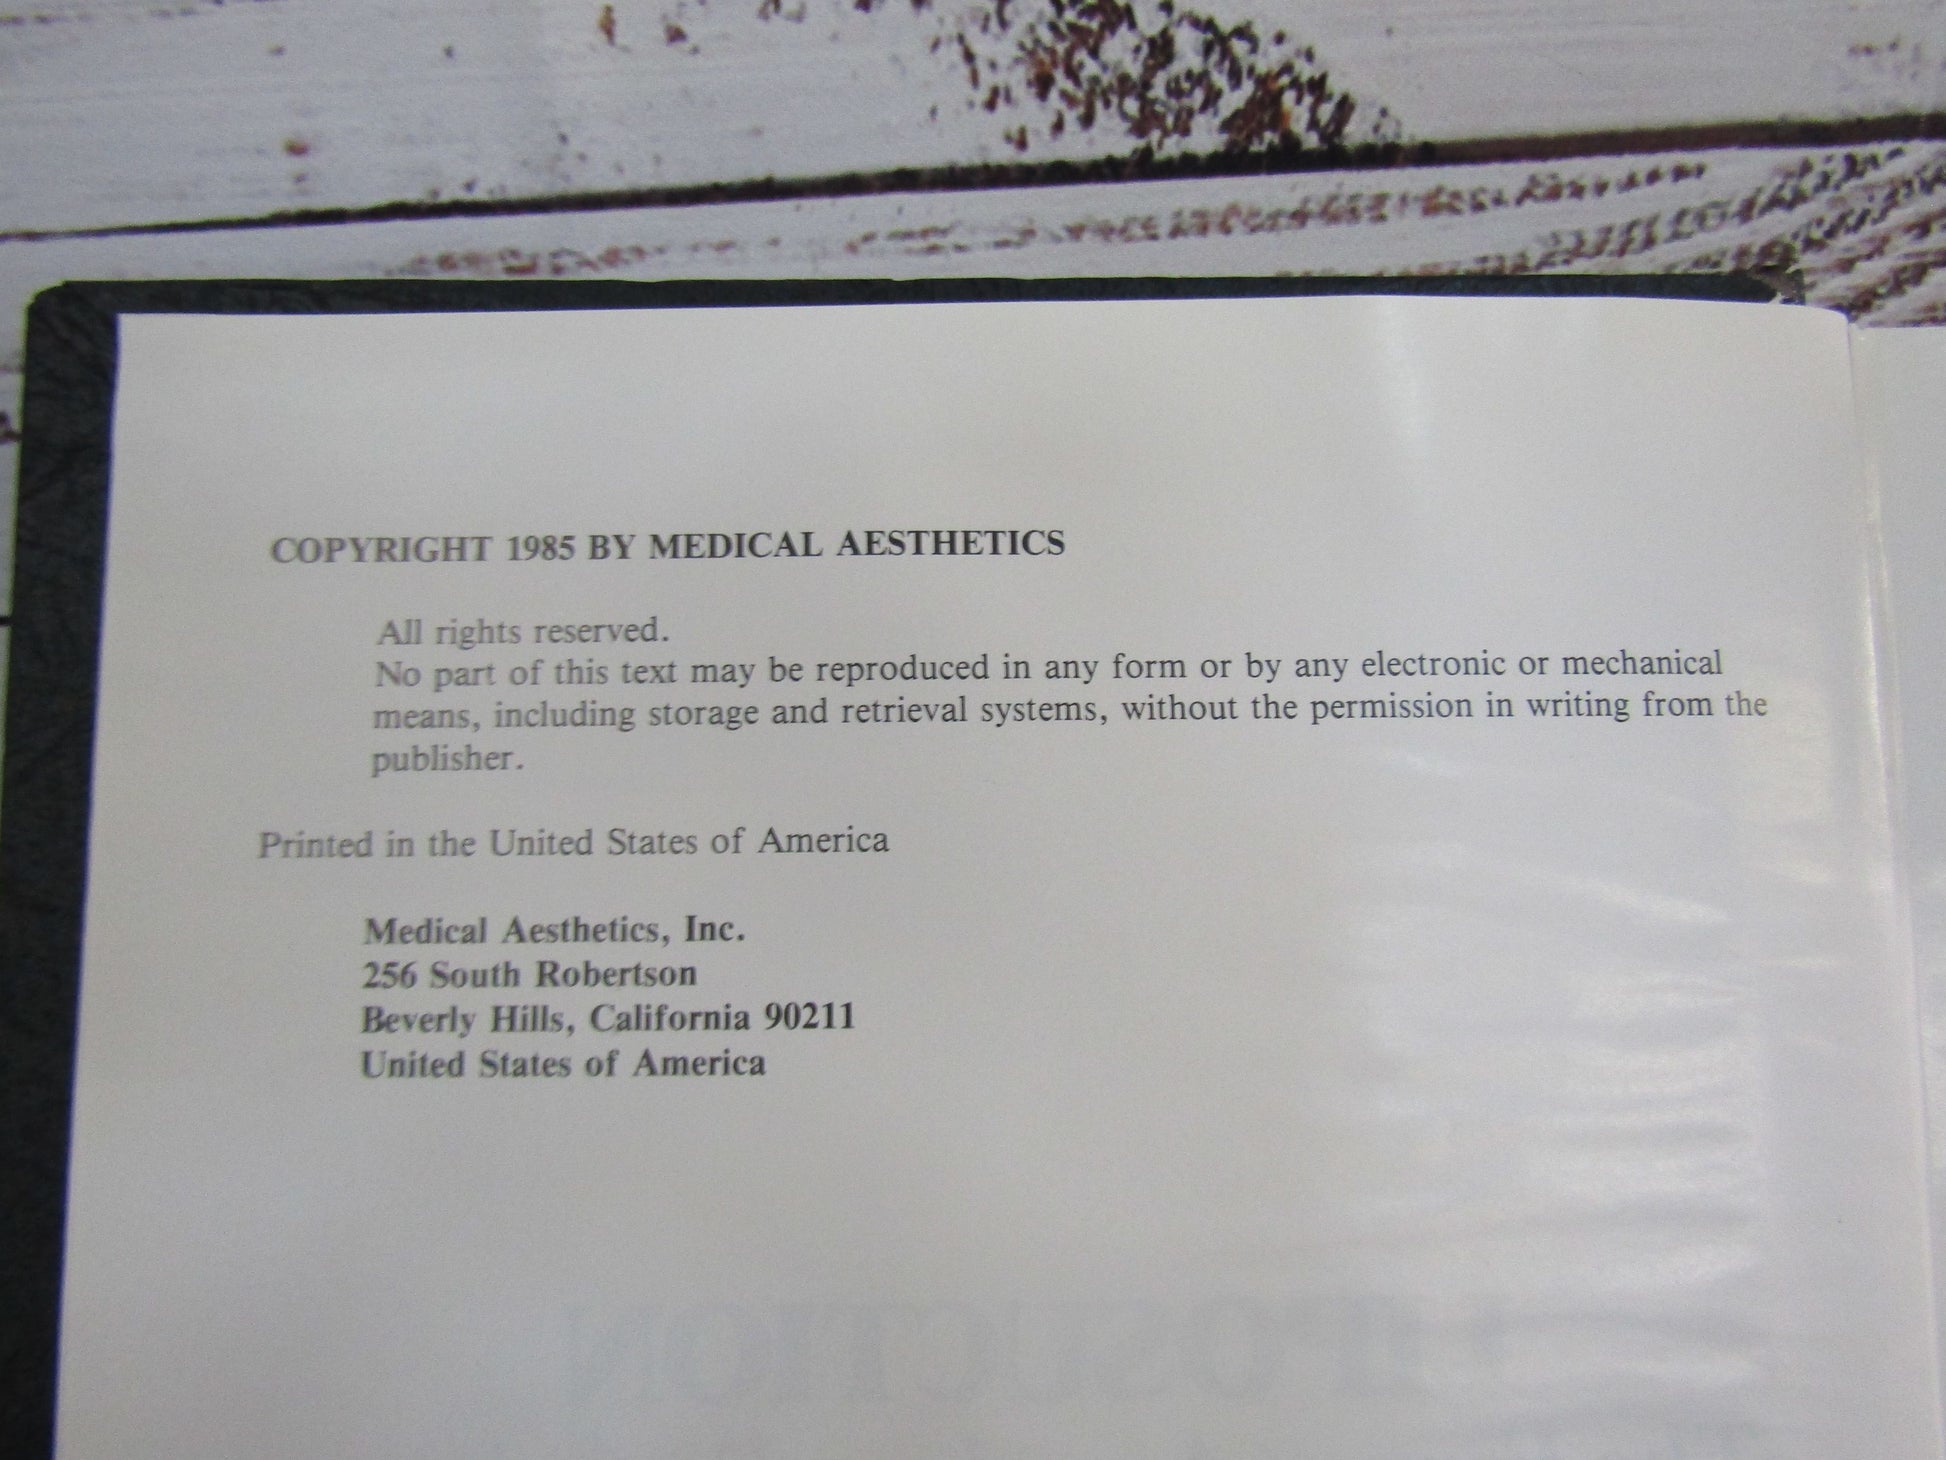 COPYRIGHT 1985 BY MEDICAL AESTHETICS
All rights reserved.
No part of this text may be reproduced in any form or by any electronic or mechanical
means, including storage and retrieval systems, without the permission in writing from the
publisher.
Printed in the United States of America
Medical Aesthetics, Inc.
256 South Robertson
Beverly Hills, California 90211
United States of America